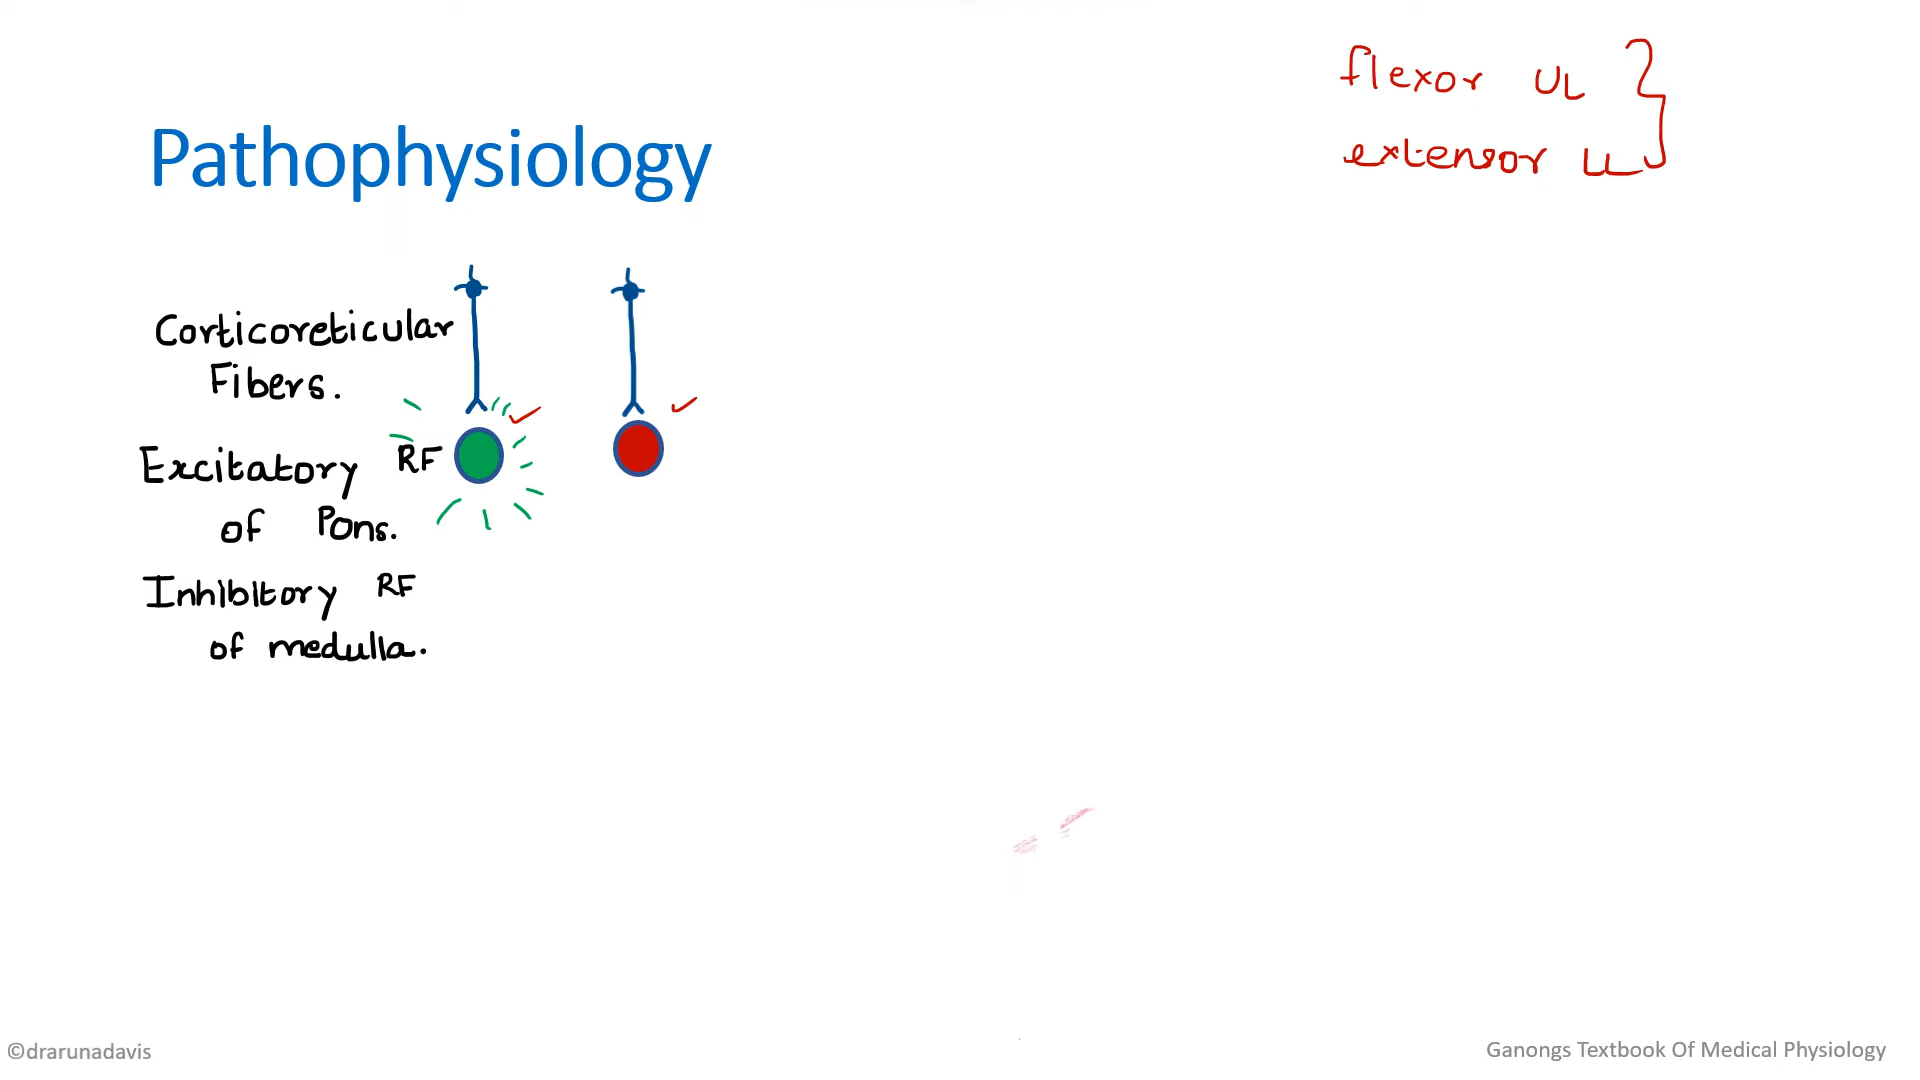 flexor UL
extensor LL
Pathophysiology
Corticoreticular
Fibers.
Excitatory RF
of Pons.
Inhibitory RF
of medulla.
©drarunadavis
Ganongs Textbook Of Medical Physiology